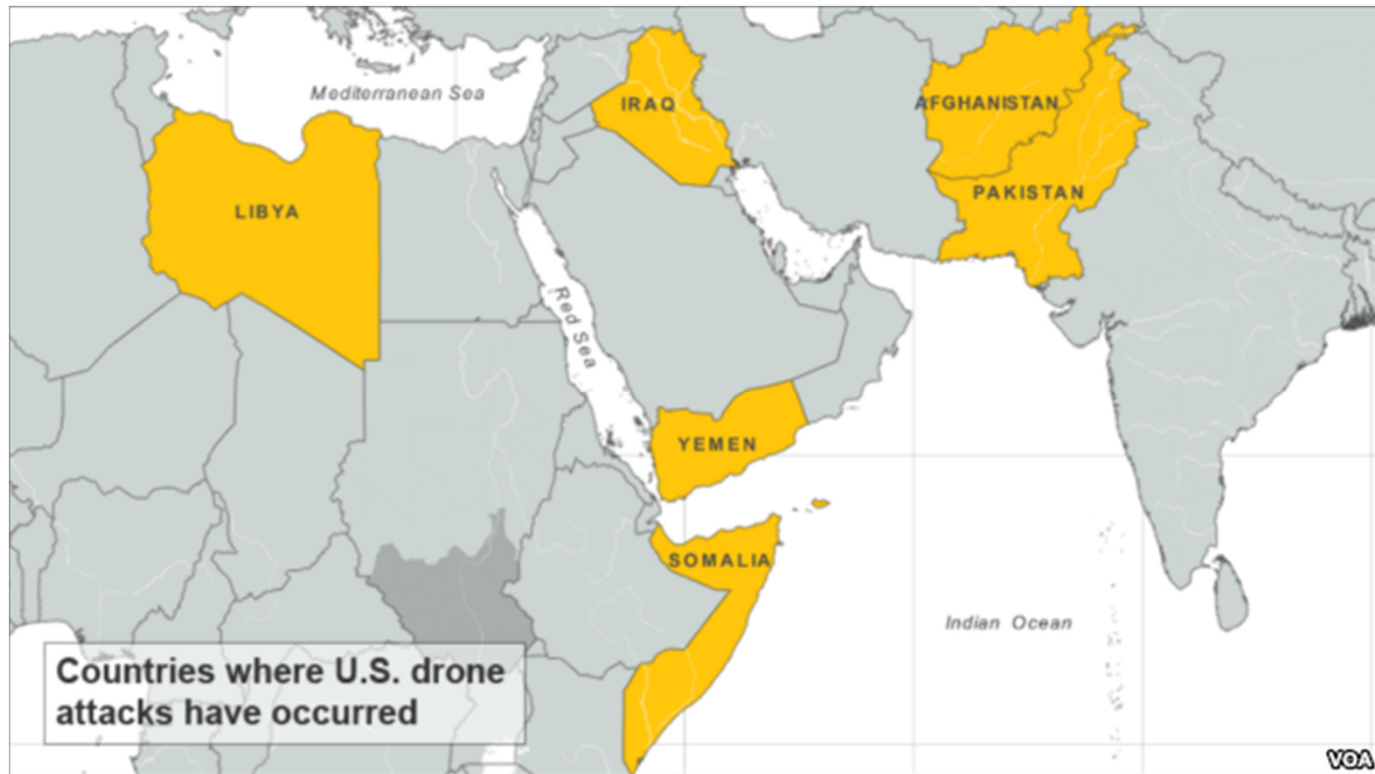 Mediterranean Sea
IRAQ
AFGHANISTAN
PAKISTAN
LIBYA
Red Sea
YEMEN
SOMALIA
Indian Ocean
Countries where U.S. drone
attacks have occurred
VOA